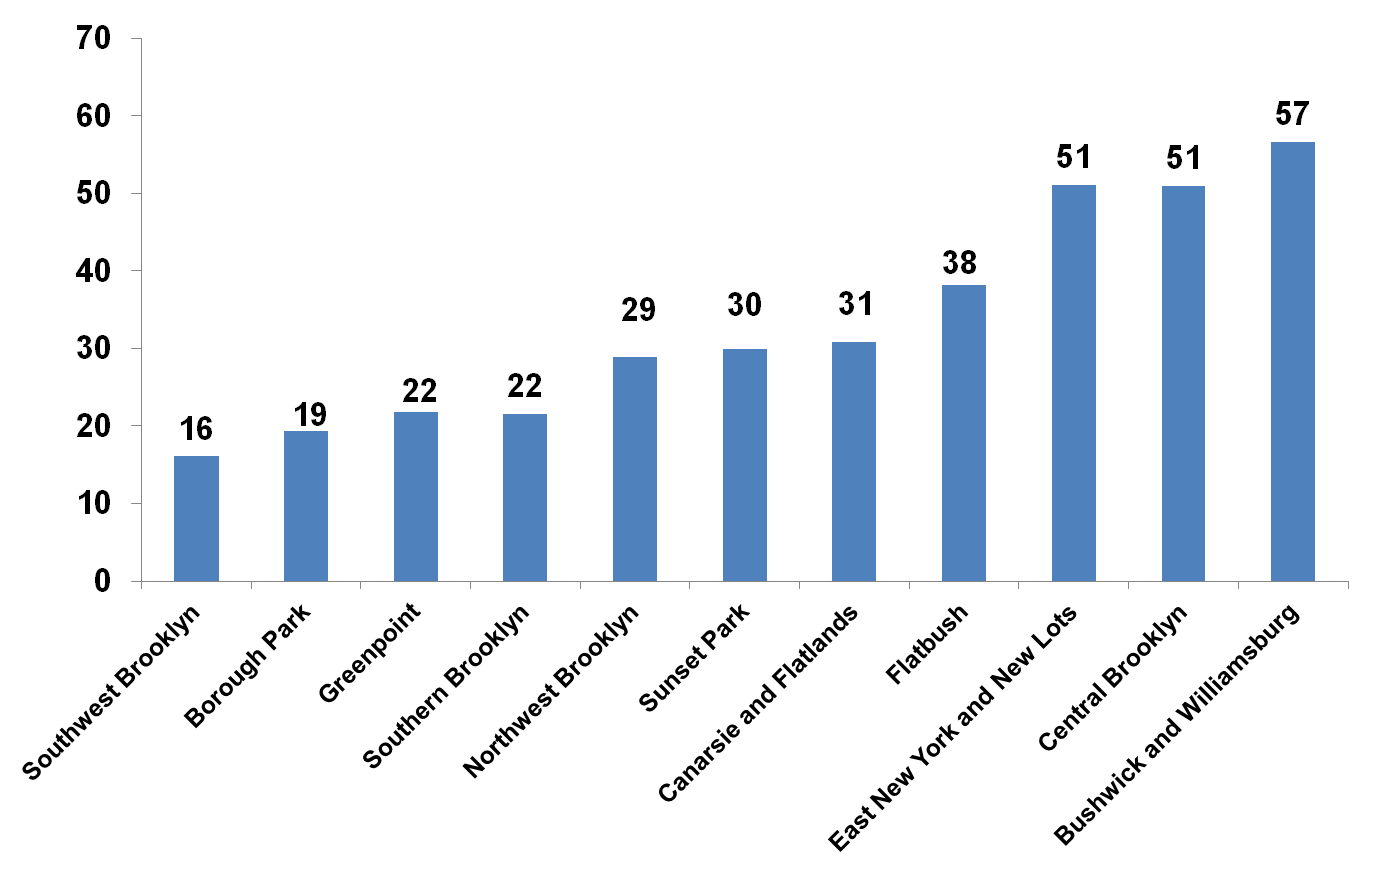 70
60
50
40
30
20
10
0
16
19
22
22
29
30
31
38
51
51
57
Southwest Brooklyn
Borough Park
Greenpoint
Southern Brooklyn
Northwest Brooklyn
Sunset Park
Canarsie and Flatlands
Flatbush
East New York and New Lots
Central Brooklyn
Bushwick and Williamsburg